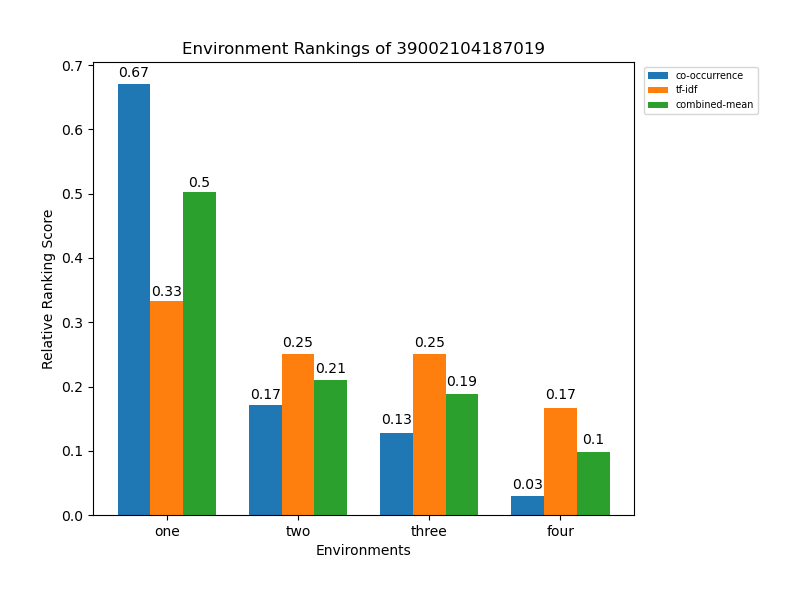 Environment Rankings of 39002104187019
co-occurrence
tf-idf
combined-mean
Relative Ranking Score
0.7
0.6
0.5
0.4
0.3
0.2
0.1
0.0
0.67
0.33
0.5
0.17
0.25
0.21
0.13
0.25
0.19
0.03
0.17
0.1
one two three four
Environments